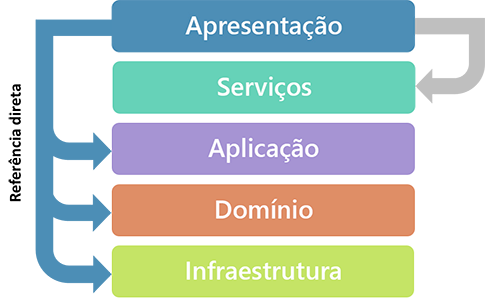 Apresentação
Serviços
Aplicação
Domínio
Infraestrutura
Referência direta